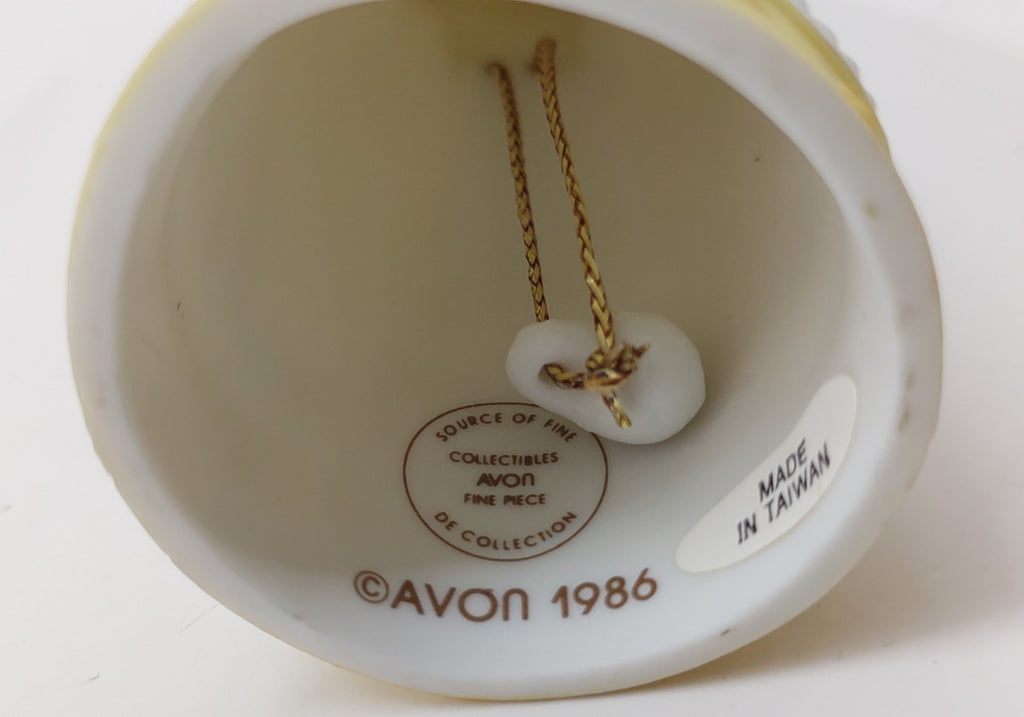 SOURCE OF FINE
COLLECTIBLES
AVON
FINE PIECE
DE COLLECTION
©AVON 1986
MADE
IN TAIWAN